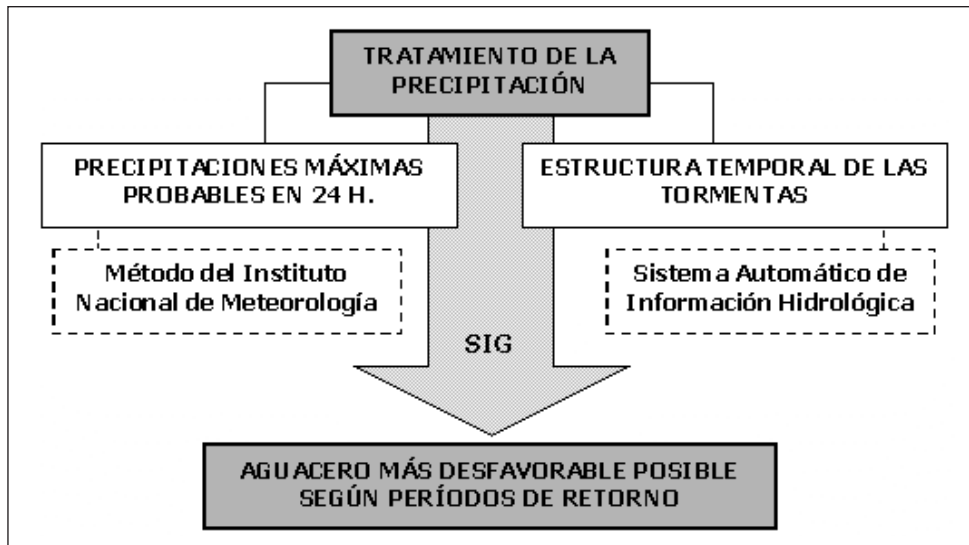 TRATAMIENTO DE LA
PRECIPITACIÓN
PRECIPITACIONES MÁXIMAS
PROBABLES EN 24 H.
ESTRUCTURA TEMPORAL DE LAS
TORMENTAS
Método del Instituto
Nacional de Meteorología
Sistema Automático de
Información Hidrológica
SIG
AGUACERO MÁS DESFAVORABLE POSIBLE
SEGÚN PERÍODOS DE RETORNO